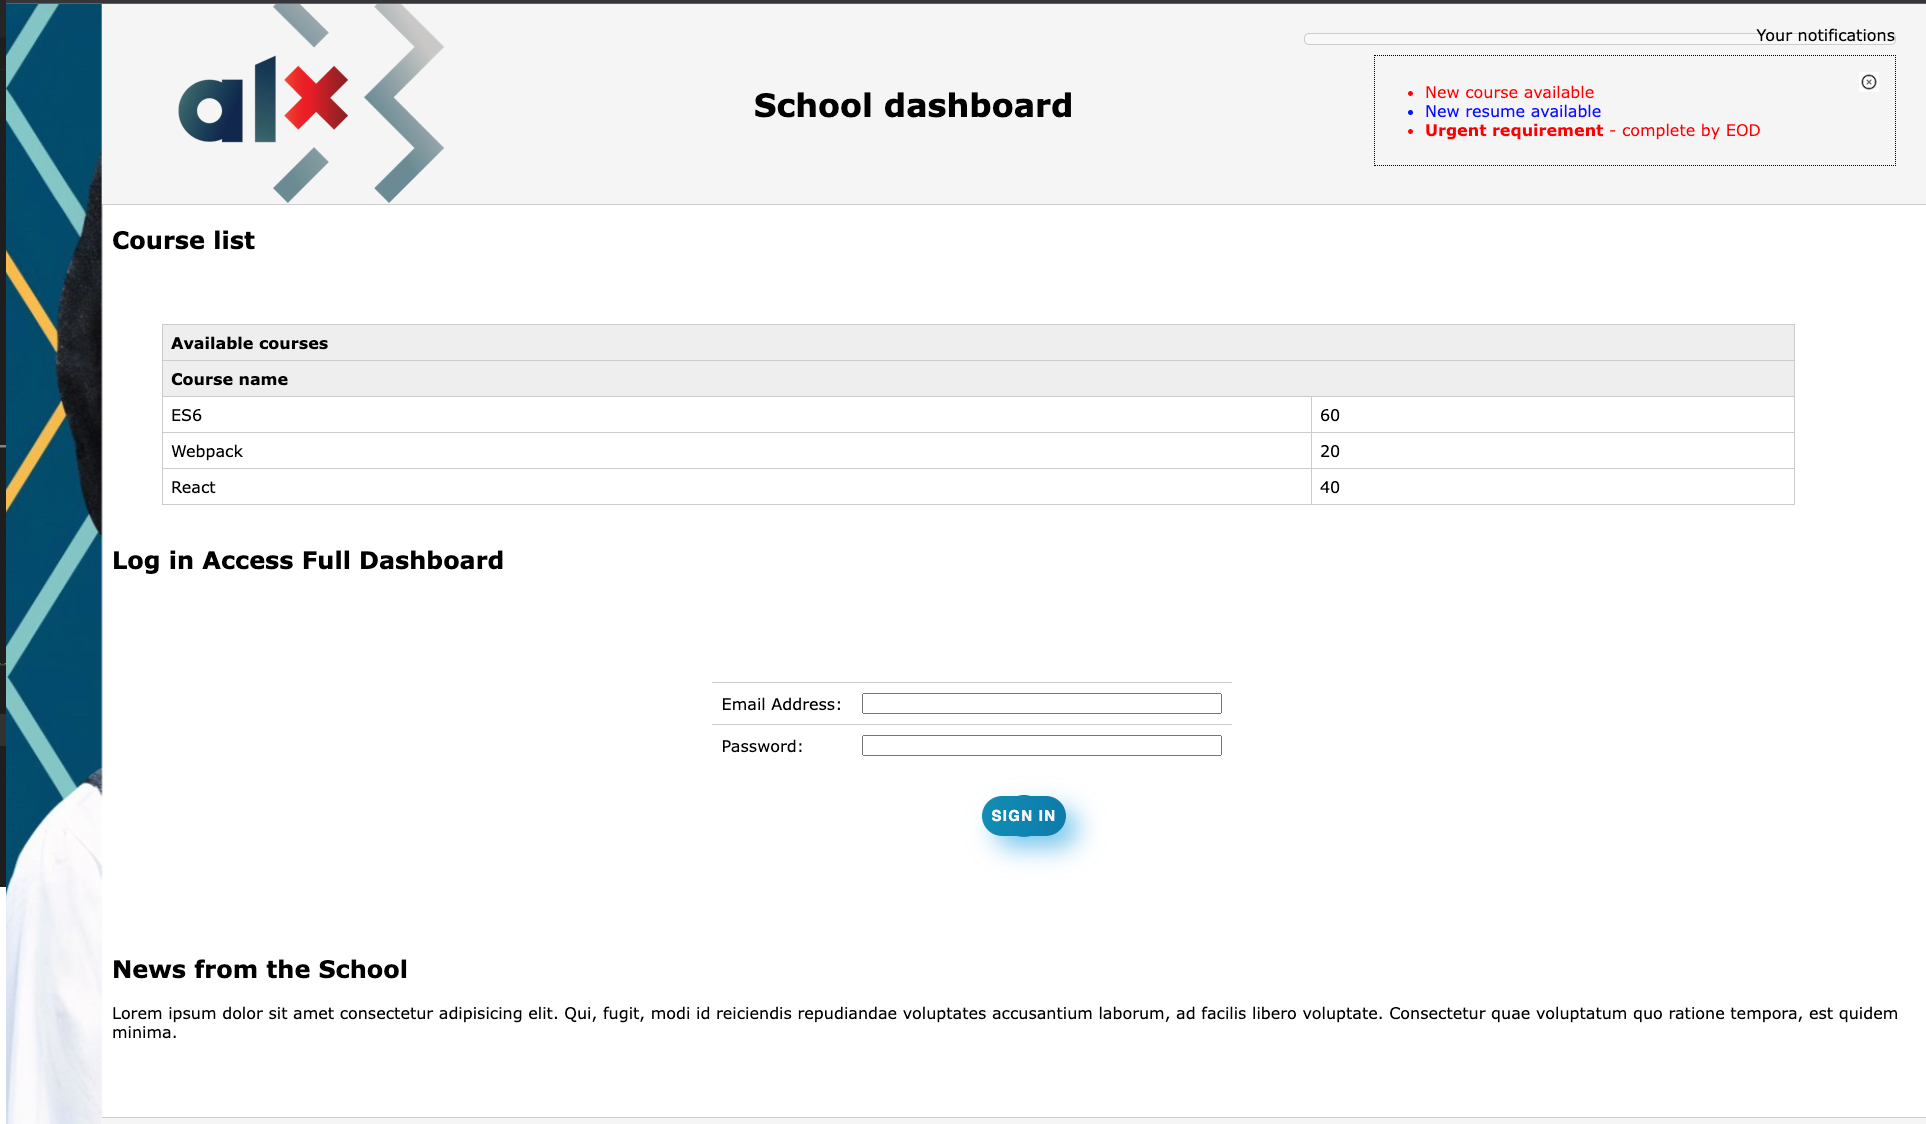 alx
School dashboard
Your notifications
New course available
New resume available
Urgent requirement - complete by EOD
Course list
Available courses
Course name
ES6 60
Webpack 20
React 40
Log in Access Full Dashboard
Email Address:
Password:
SIGN IN
News from the School
Lorem ipsum dolor sit amet consectetur adipisicing elit. Qui, fugit, modi id reiciendis repudiandae voluptates accusantium laborum, ad facilis libero voluptate. Consectetur quae voluptatum quo ratione tempora, est quidem
minima.